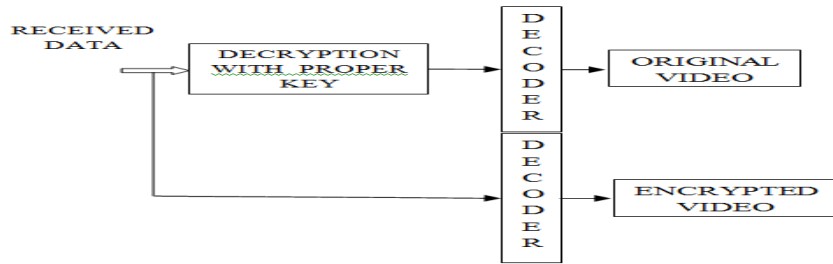 RECEIVED
DATA
DECRYPTION
WITH PROPER
KEY
D
E
C
O
D
E
R
ORIGINAL
VIDEO
D
E
C
O
D
E
R
ENCRYPTED
VIDEO